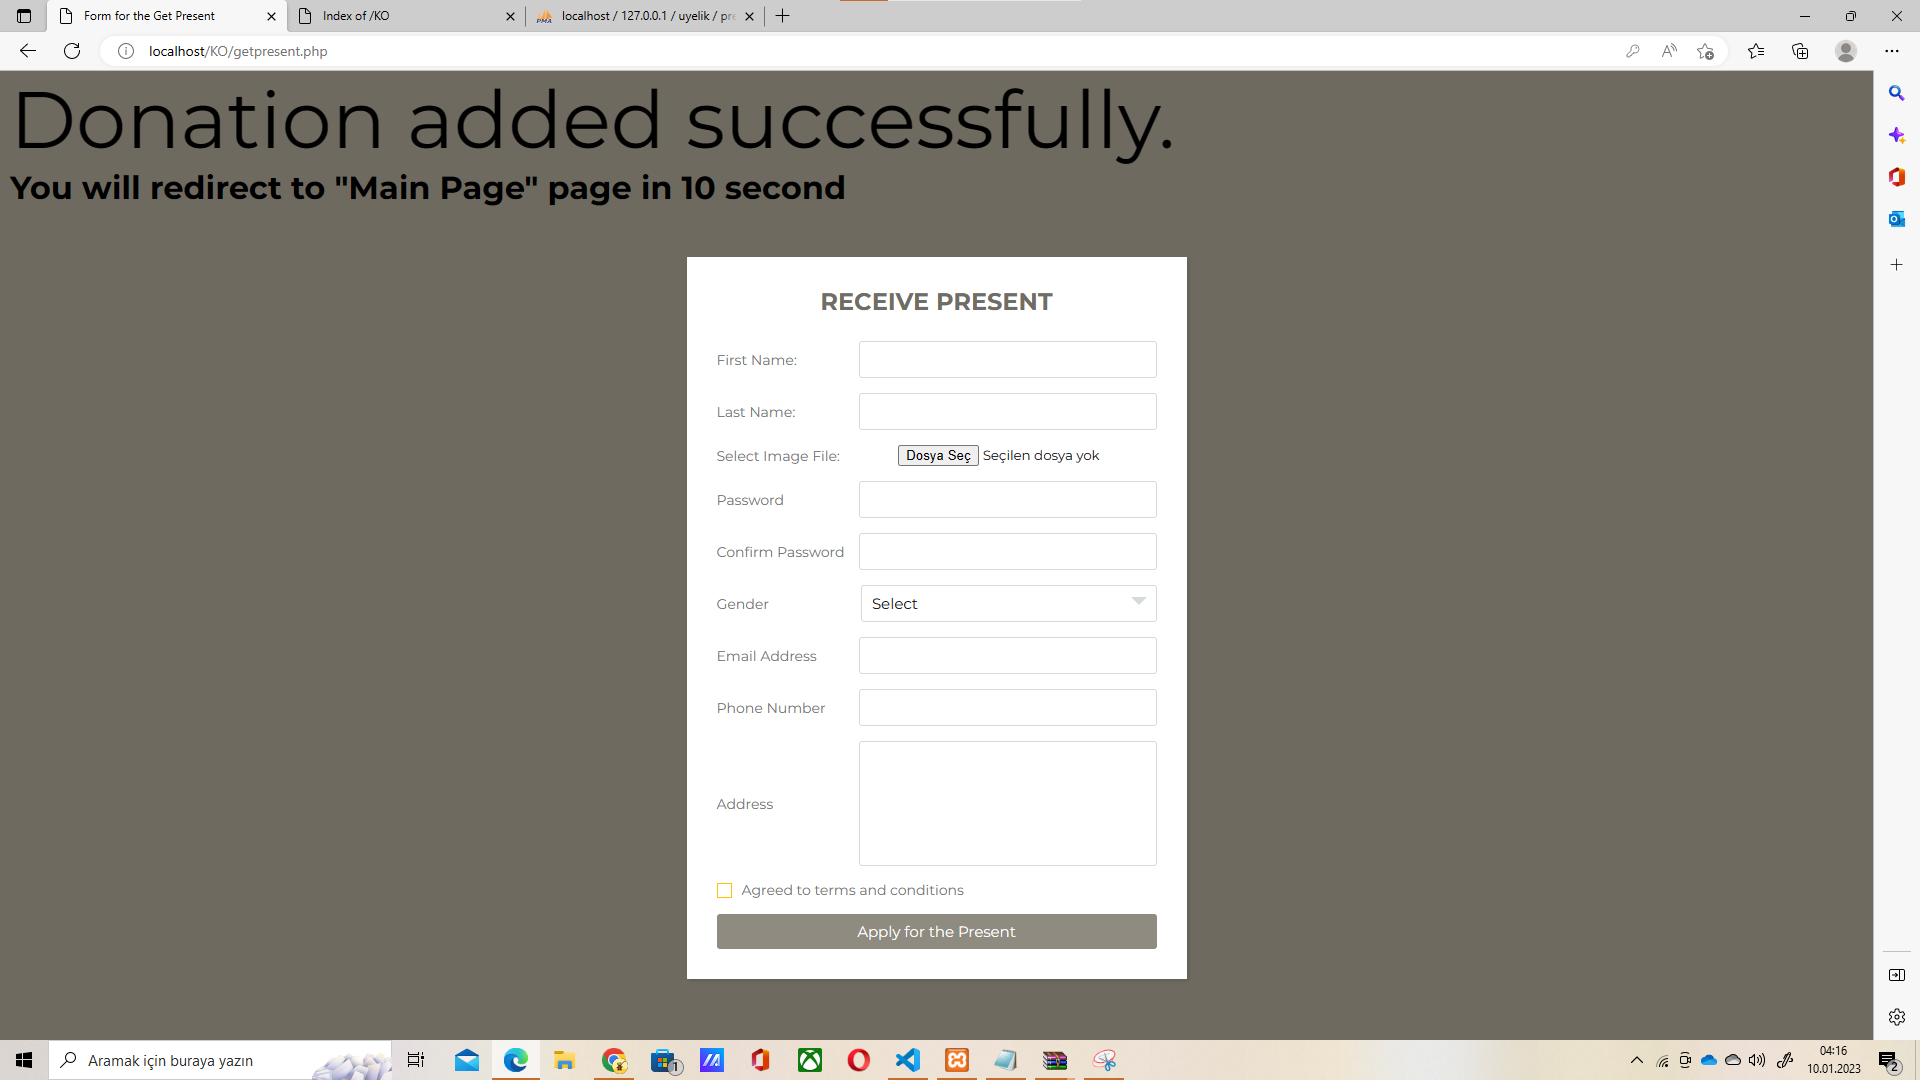 Form for the Get Present
Index of /KO
localhost / 127.0.0.1 / uyelik / pre
localhost/KO/getpresent.php
Donation added successfully.
You will redirect to "Main Page" page in 10 second
RECEIVE PRESENT
First Name:
Last Name:
Select Image File: Dosya Seç Seçilen dosya yok
Password
Confirm Password
Gender Select
Email Address
Phone Number
Address
Agreed to terms and conditions
Apply for the Present
Aramak için buraya yazın
1
04:16
10.01.2023
2